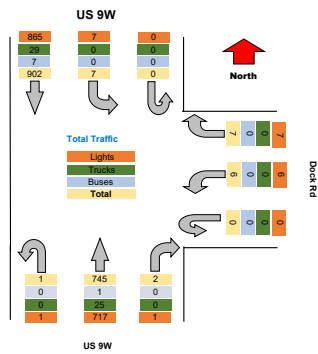 US 9W
865 7 0
29 0 0
7 0 0
902 7 0
North
Total Traffic
Lights
Trucks
Buses
Total
7 0 0 7
6 0 0 6
0 0 0 0
Dock Rd
1 745 2
0 1 0
0 25 0
1 717 1
US 9W